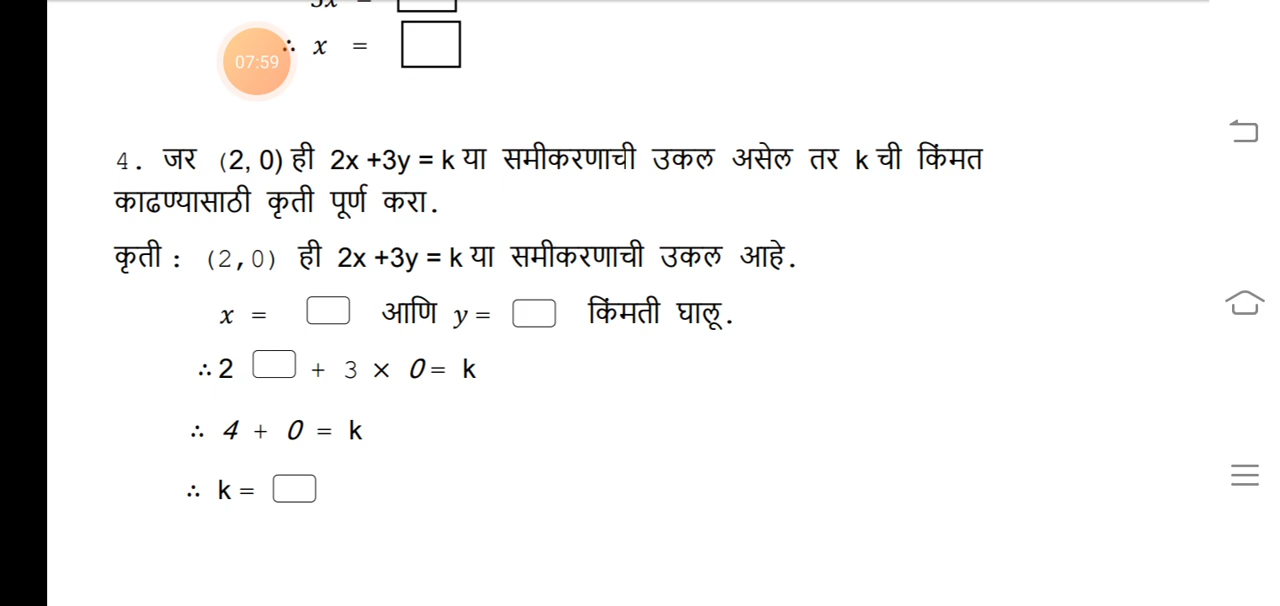 ∴ x =
07:59
4. जर (2, 0) ही 2x +3y = k या समीकरणाची उकल असेल तर k ची किंमत
काढण्यासाठी कृती पूर्ण करा.
कृती : (2,0) ही 2x +3y = k या समीकरणाची उकल आहे.
x = आणि y = किंमती घालू.
∴ 2 + 3 × 0 = k
∴ 4 + 0 = k
∴ k =